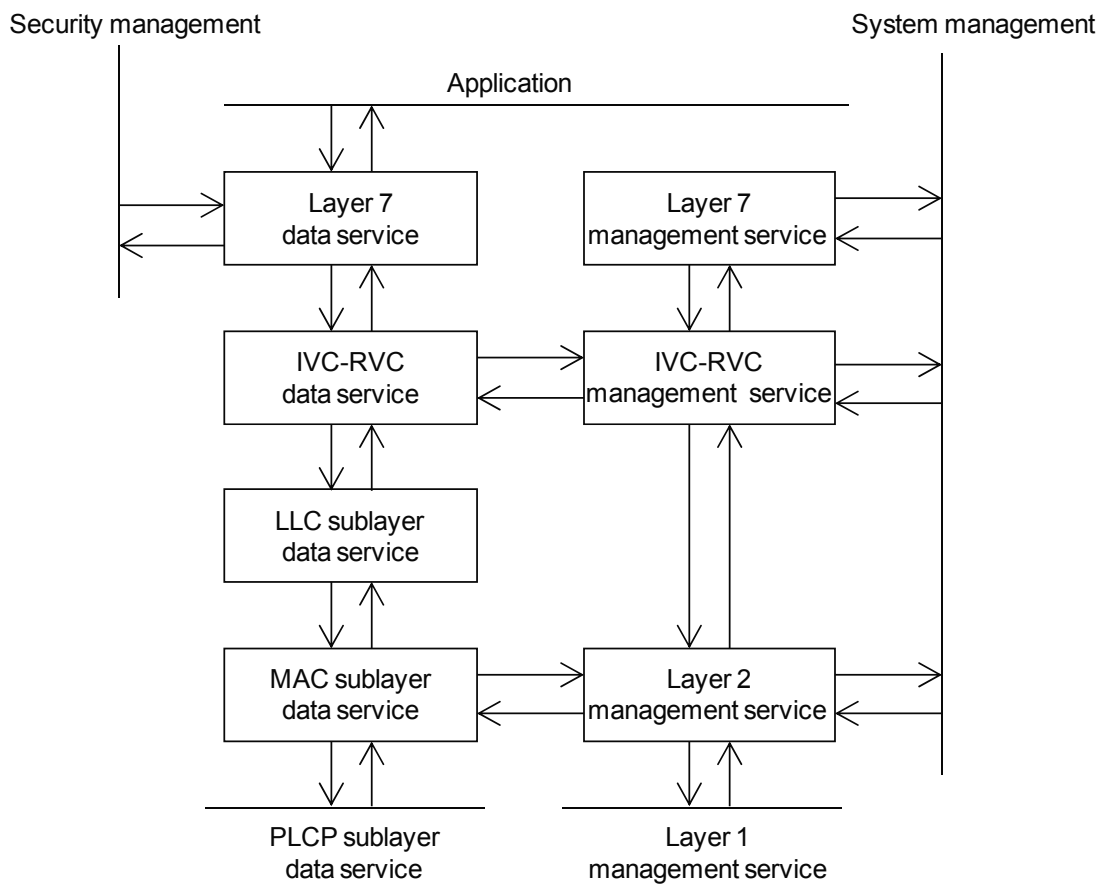 Security management
System management
Application
Layer 7
data service
Layer 7
management service
IVC-RVC
data service
IVC-RVC
management service
LLC sublayer
data service
MAC sublayer
data service
Layer 2
management service
PLCP sublayer
data service
Layer 1
management service